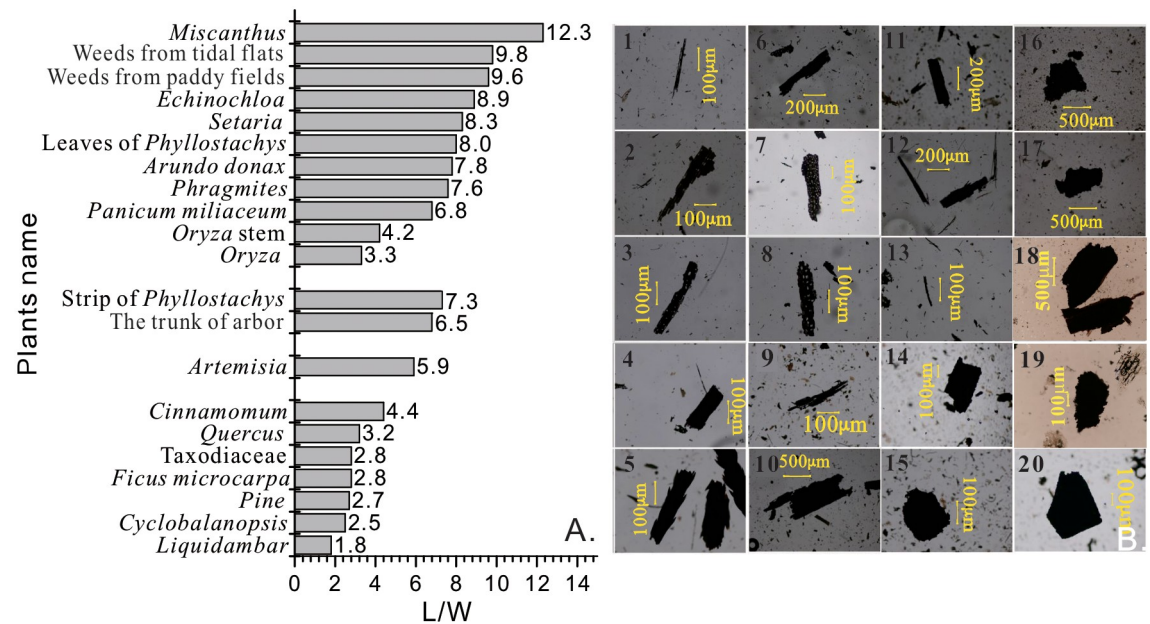 Plants name
Miscanthus 12.3
Weeds from tidal flats 9.8
Weeds from paddy fields 9.6
Echinochloa 8.9
Setaria 8.3
Leaves of Phyllostachys 8.0
Arundo donax 7.8
Phragmites 7.6
Panicum miliaceum 6.8
Oryza stem 4.2
Oryza 3.3
Strip of Phyllostachys 7.3
The trunk of arbor 6.5
Artemisia 5.9
Cinnamomum 4.4
Quercus 3.2
Taxodiaceae 2.8
Ficus microcarpa 2.8
Pine 2.7
Cyclobalanopsis 2.5
Liquidambar 1.8
A.
0 2 4 6 8 10 12 14
L/W
1 100μm
6 200μm
11 200μm
16 500μm
2 100μm
7 100μm
12 200μm
17 500μm
3 100μm
8 100μm
13 100μm
18 500μm
4 100μm
9 100μm
14 100μm
19 100μm
5 100μm
10 500μm
15 100μm
20 100μm
B.